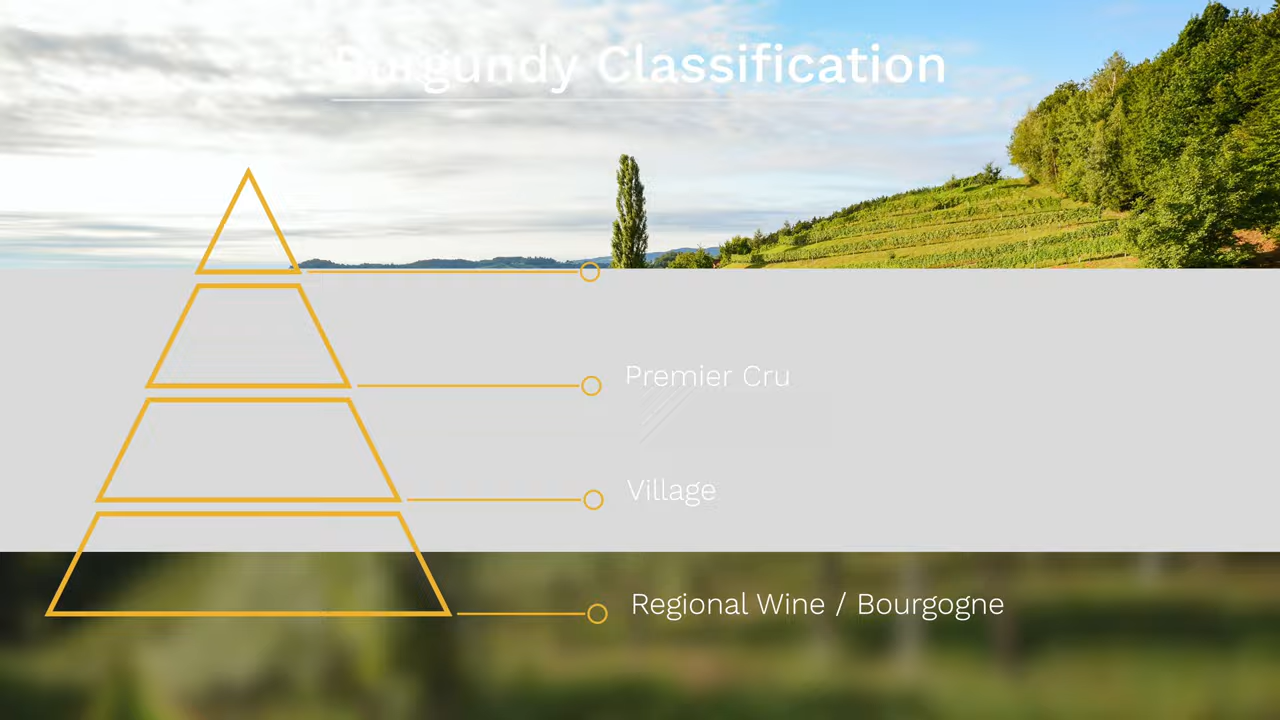 Burgundy Classification
Premier Cru
Village
Regional Wine / Bourgogne